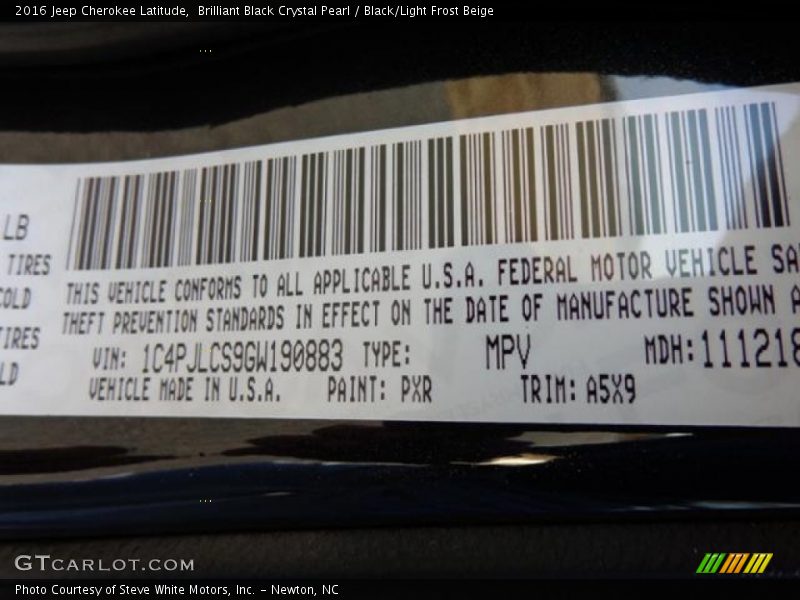 2016 Jeep Cherokee Latitude,  Brilliant Black Crystal Pearl / Black/Light Frost Beige
LB
TIRES
COLD
TIRES
LD
THIS VEHICLE CONFORMS TO ALL APPLICABLE U.S.A. FEDERAL MOTOR VEHICLE SA
THEFT PREVENTION STANDARDS IN EFFECT ON THE DATE OF MANUFACTURE SHOWN A
VIN: 1C4PJLCS9GW190883 TYPE: MPV MDH:111218
VEHICLE MADE IN U.S.A. PAINT: PXR TRIM: A5X9
GTCARLOT.COM
Photo Courtesy of Steve White Motors, Inc. – Newton, NC